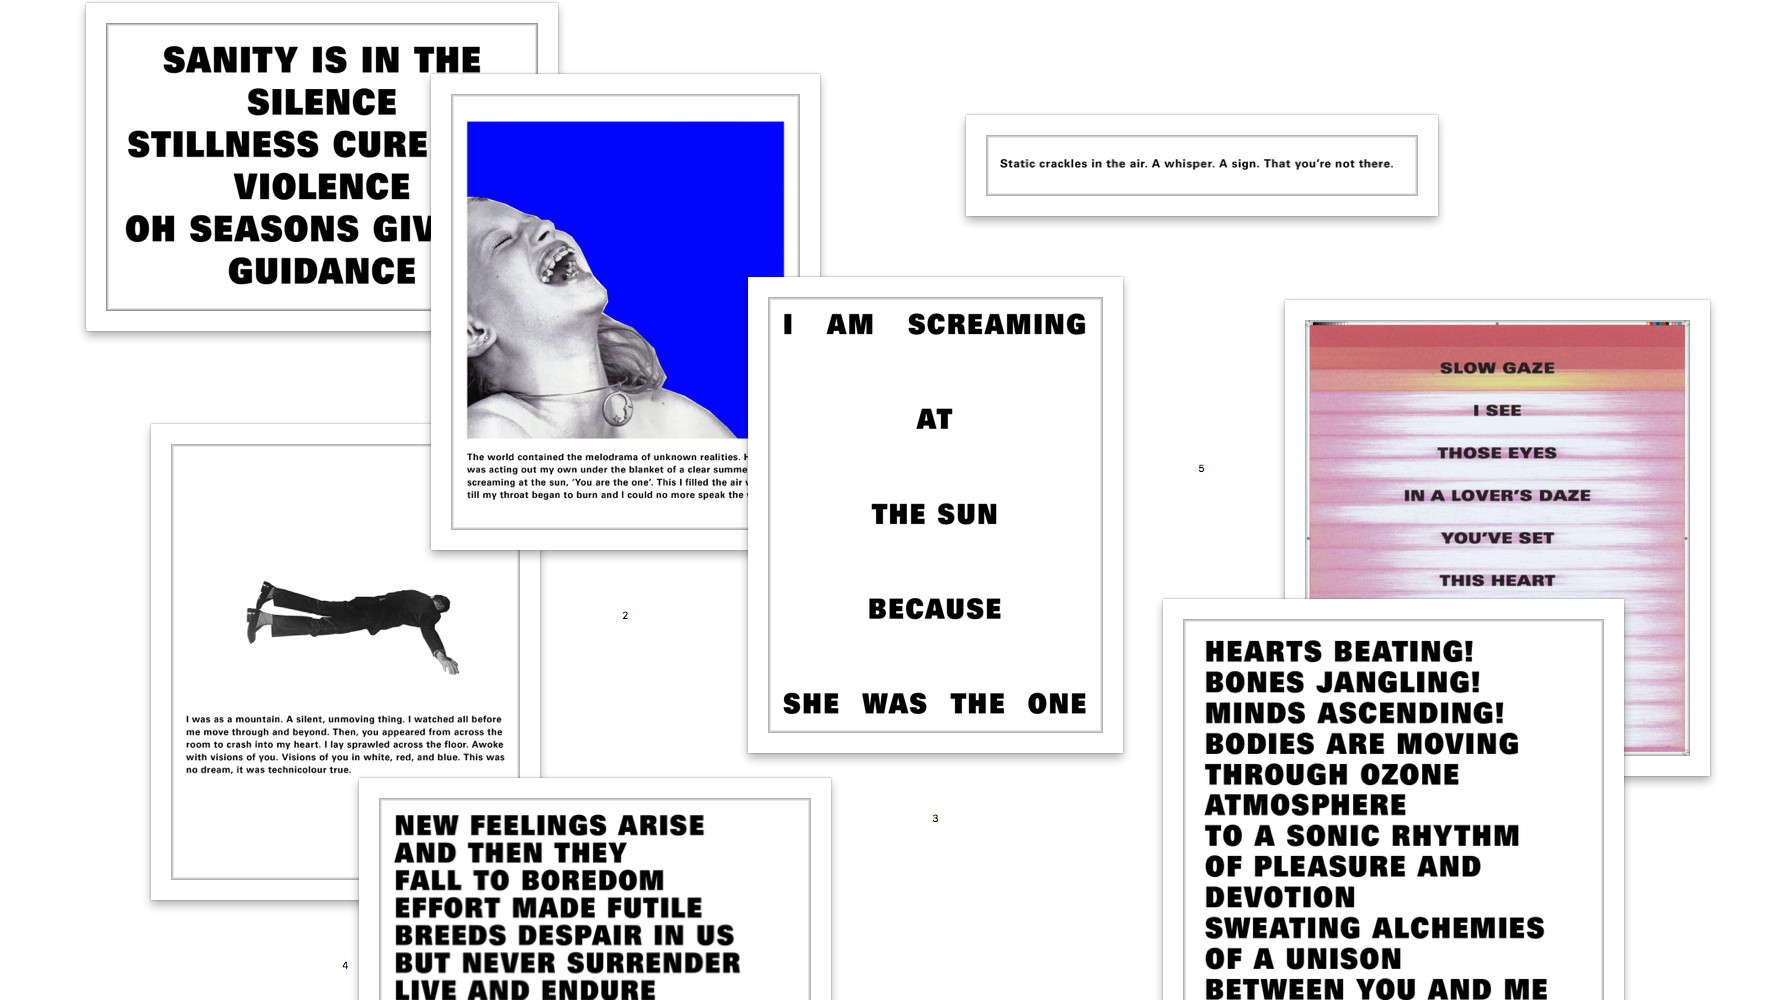 SANITY IS IN THE
SILENCE
STILLNESS CURE
VIOLENCE
OH SEASONS
GUIDANCE
The world contained the melodrama of unknown realities.
was acting out my own under the blanket of a clear
screaming at the sun, ‘You are the one’. This I filled the air
till my throat began to burn and I could no more speak the
Static crackles in the air. A whisper. A sign. That you’re not there.
I AM SCREAMING
AT
THE SUN
BECAUSE
SHE WAS THE ONE
5
SLOW GAZE
I SEE
THOSE EYES
IN A LOVER’S DAZE
YOU’VE SET
THIS HEART
2
I was as a mountain. A silent, unmoving thing. I watched all before
me move through and beyond. Then, you appeared from across the
room to crash into my heart. I lay sprawled across the floor. Awoke
with visions of you. Visions of you in white, red, and blue. This was
no dream, it was technicolour true.
HEARTS BEATING!
BONES JANGLING!
MINDS ASCENDING!
BODIES ARE MOVING
THROUGH OZONE
ATMOSPHERE
TO A SONIC RHYTHM
OF PLEASURE AND
DEVOTION
SWEATING ALCHEMIES
OF A UNISON
BETWEEN YOU AND ME
3
NEW FEELINGS ARISE
AND THEN THEY
FALL TO BOREDOM
EFFORT MADE FUTILE
BREEDS DESPAIR IN US
BUT NEVER SURRENDER
LIVE AND ENDURE
4